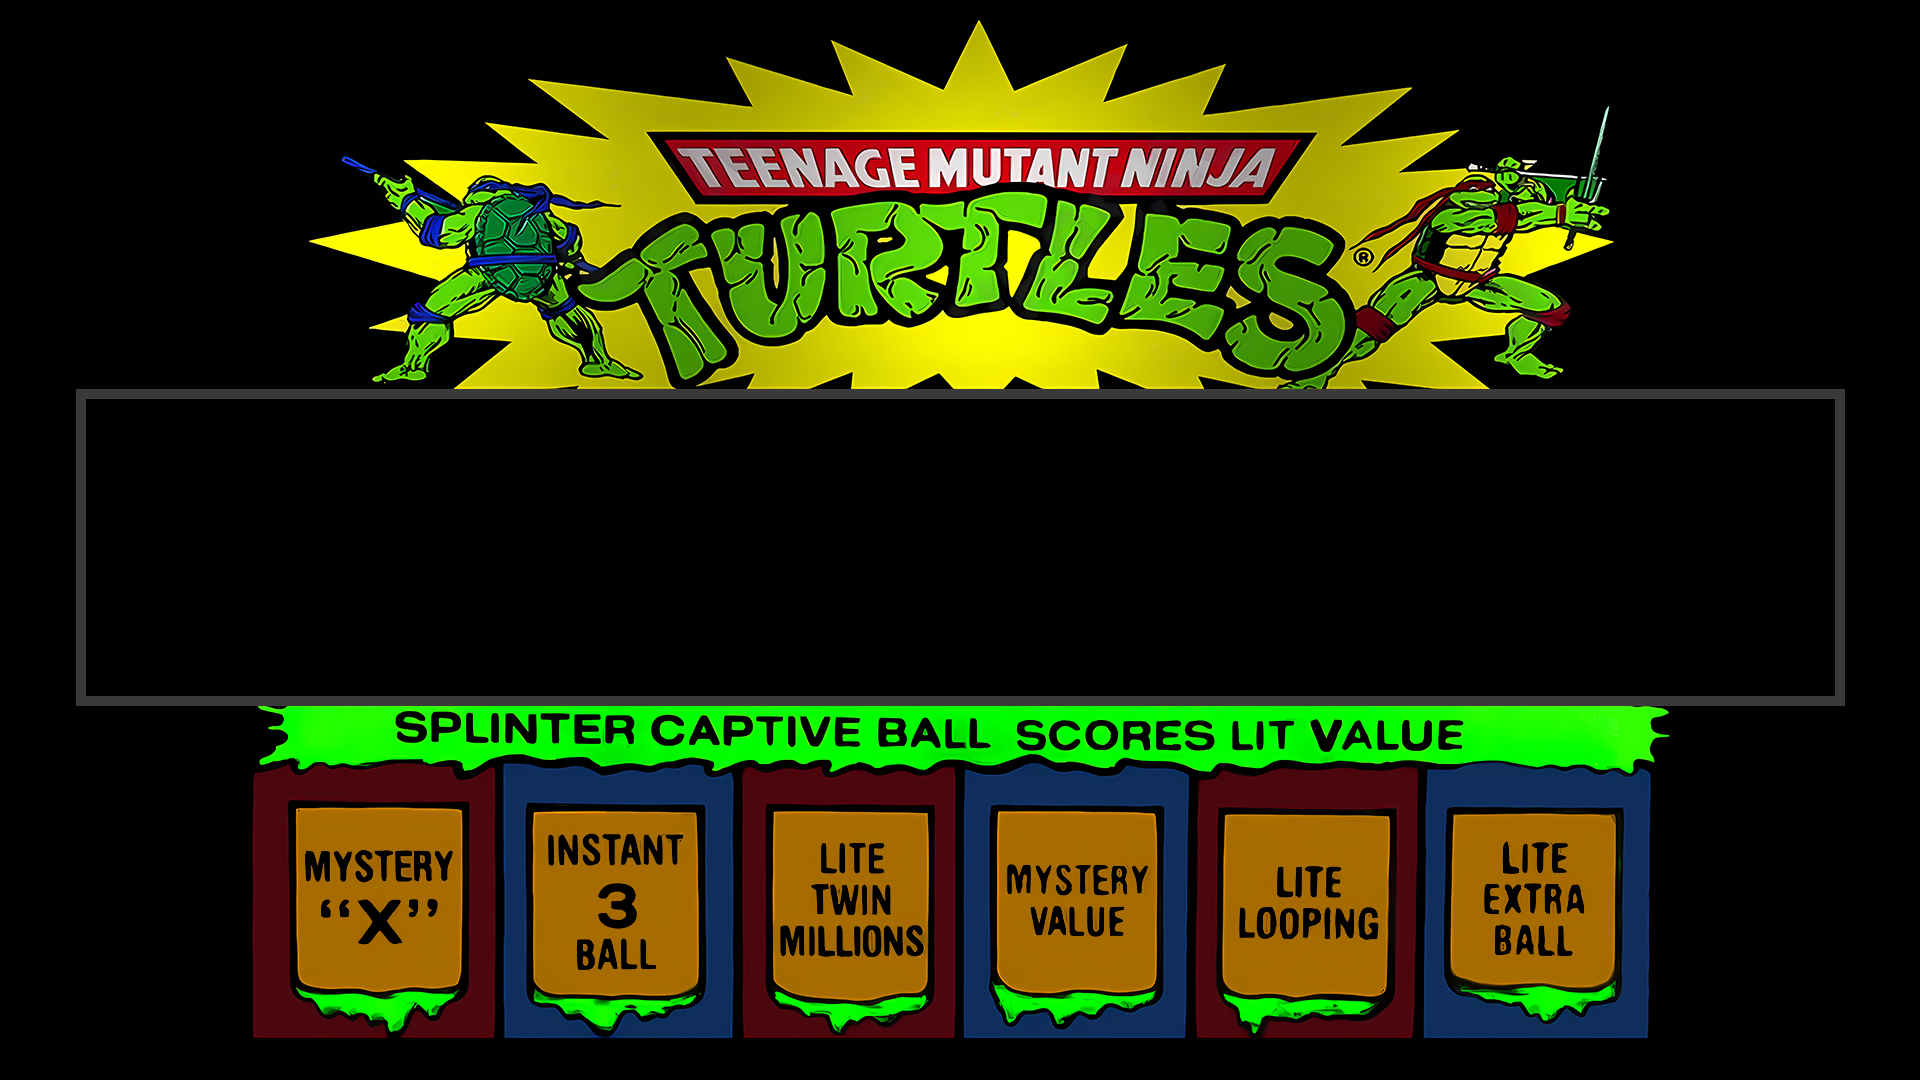 TEENAGE MUTANT NINJA
TURTLES ®
SPLINTER CAPTIVE BALL SCORES LIT VALUE
MYSTERY
“X”
INSTANT
3
BALL
LITE
TWIN
MILLIONS
MYSTERY
VALUE
LITE
LOOPING
LITE
EXTRA
BALL